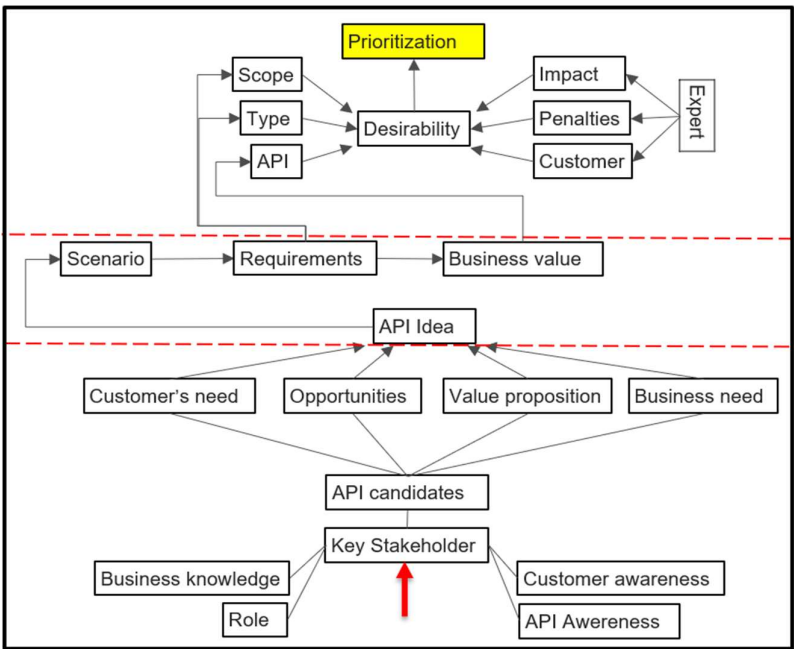 Prioritization
Scope
Impact
Expert
Type
Desirability
Penalties
API
Customer
Scenario
Requirements
Business value
API Idea
Customer's need
Opportunities
Value proposition
Business need
API candidates
Key Stakeholder
Business knowledge
Customer awareness
Role
API Awereness